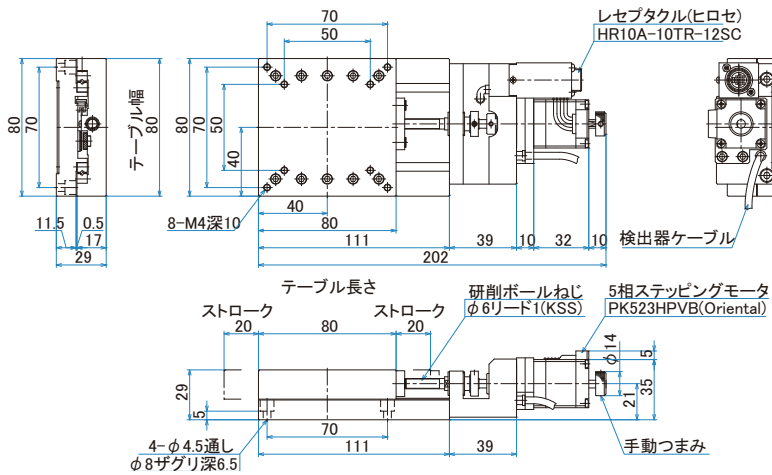 70
50
レセプタクル(ヒロセ)
HR10A-10TR-12SC
80
70
テーブル幅
80
80
70
50
40
40
80
8-M4深10
11.5
0.5
17
29
111
39
10
32
10
202
検出器ケーブル
テーブル長さ
ストローク
20
80
ストローク
20
研削ボールねじ
φ6リード1(KSS)
5相ステッピングモータ
PK523HPVB(Oriental)
φ14
5
35
21
29
5
70
111
39
4-φ4.5通し
φ8ザグリ深6.5
手動つまみ